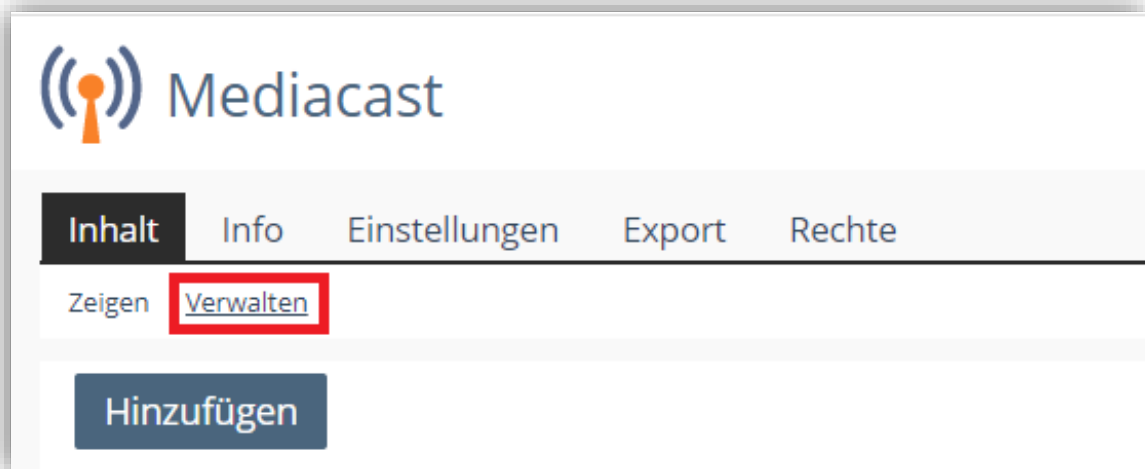 Mediacast
Inhalt Info Einstellungen Export Rechte
Zeigen Verwalten
Hinzufügen